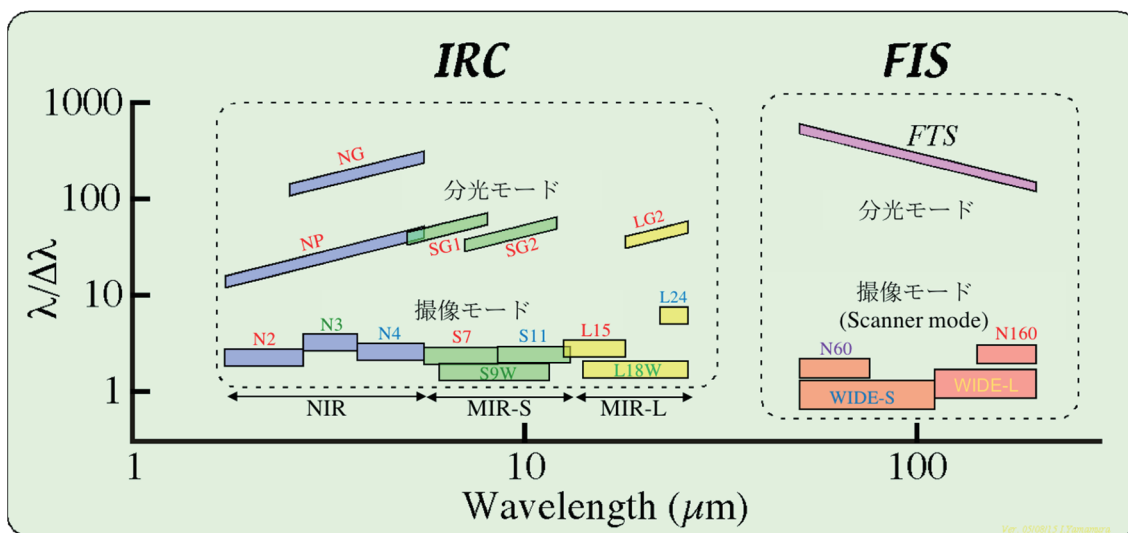 IRC
FIS
1000
100
10
1
λ/Δλ
NG
分光モード
NP
SG1
SG2
LG2
撮像モード
N2
N3
N4
S7
S11
S9W
L15
L18W
L24
NIR
MIR-S
MIR-L
FTS
分光モード
撮像モード
(Scanner mode)
N60
N160
WIDE-S
WIDE-L
1
10
100
Wavelength (μm)